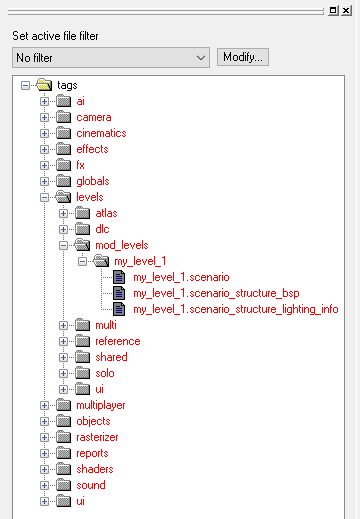 Set active file filter
No filter
Modify...
tags
ai
camera
cinematics
effects
fx
globals
levels
atlas
dlc
mod_levels
my_level_1
my_level_1.scenario
my_level_1.scenario_structure_bsp
my_level_1.scenario_structure_lighting_info
multi
reference
shared
solo
ui
multiplayer
objects
rasterizer
reports
shaders
sound
ui